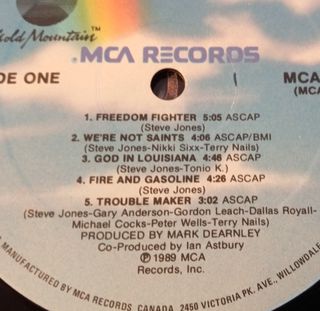 Gold Mountain™
MCA RECORDS
DE ONE
MCA
(MCA
1. FREEDOM FIGHTER 5:05 ASCAP
(Steve Jones)
2. WE'RE NOT SAINTS 4:06 ASCAP/BMI
(Steve Jones-Nikki Sixx-Terry Nails)
3. GOD IN LOUISIANA 4:46 ASCAP
(Steve Jones-Tonio K.)
4. FIRE AND GASOLINE 4:26 ASCAP
(Steve Jones)
5. TROUBLE MAKER 3:02 ASCAP
(Steve Jones-Gary Anderson-Gordon Leach-Dallas Royall-
Michael Cocks-Peter Wells-Terry Nails)
PRODUCED BY MARK DEARNLEY
Co-Produced by Ian Astbury
℗ 1989 MCA
Records, Inc.
MANUFACTURED BY MCA RECORDS CANADA, 2450 VICTORIA PK. AVE., WILLOWDALE